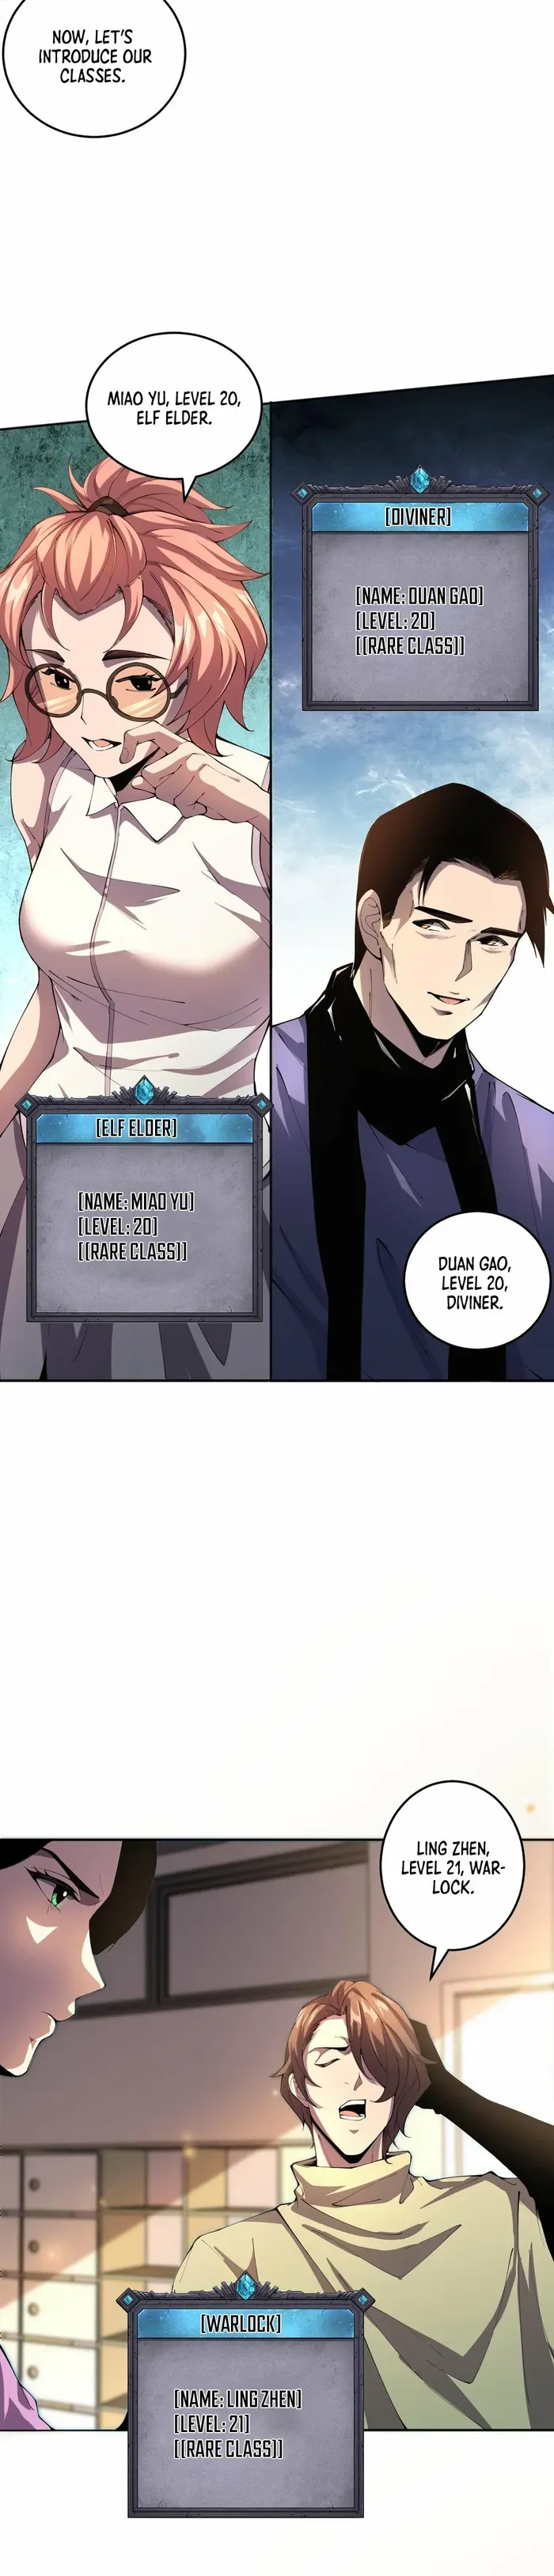 NOW, LET'S
INTRODUCE OUR
CLASSES.
MIAO YU, LEVEL 20,
ELF ELDER.
[DIVINER]
[NAME: DUAN GAO]
[LEVEL: 20]
[[RARE CLASS]]
[ELF ELDER]
[NAME: MIAO YU]
[LEVEL: 20]
[[RARE CLASS]]
DUAN GAO,
LEVEL 20,
DIVINER.
LING ZHEN,
LEVEL 21, WAR-
LOCK.
[WARLOCK]
[NAME: LING ZHEN]
[LEVEL: 21]
[[RARE CLASS]]